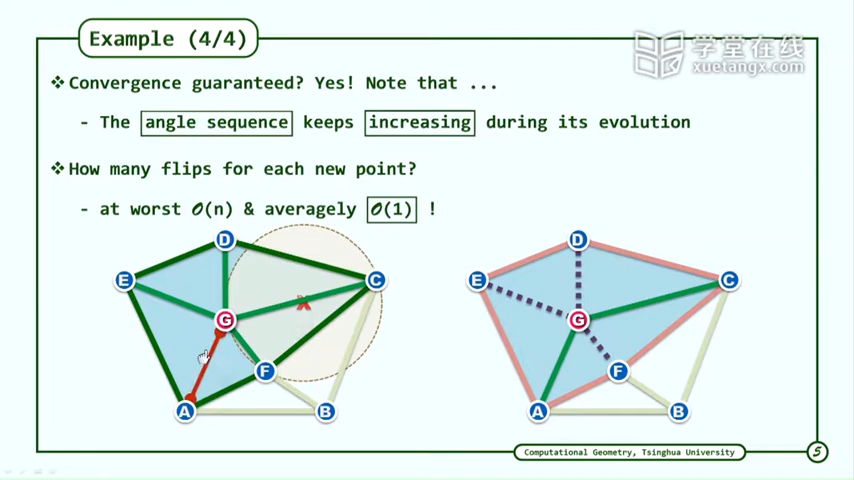 Example (4/4)
学堂在线
xuetangx.com
❖Convergence guaranteed? Yes! Note that ...
- The angle sequence keeps increasing during its evolution
❖How many flips for each new point?
- at worst O(n) & averagely O(1) !
D D
E C E C
x
G G
F F
A B A B
Computational Geometry, Tsinghua University
5